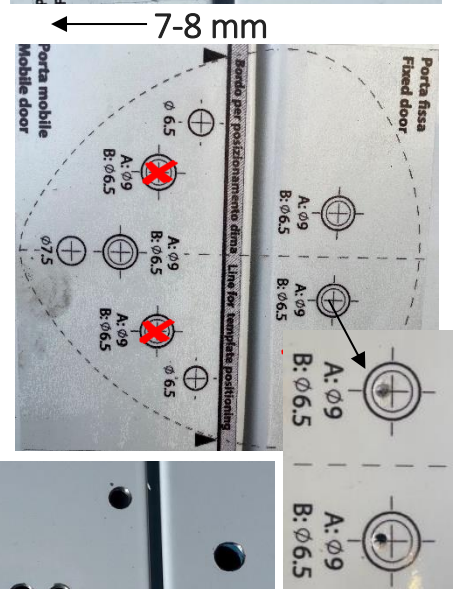 7-8 mm
Porta mobile
Mobile door
Porta fissa
Fixed door
Bordo per posizionamento dima
Line for template positioning
Ø 6.5
A: Ø9
B: Ø6.5
A: Ø9
B: Ø6.5
Ø7.5
A: Ø9
B: Ø6.5
Ø 6.5
A: Ø9
B: Ø6.5
A: Ø9
B: Ø6.5
A: Ø9
B: Ø6.5
A: Ø9
B: Ø6.5